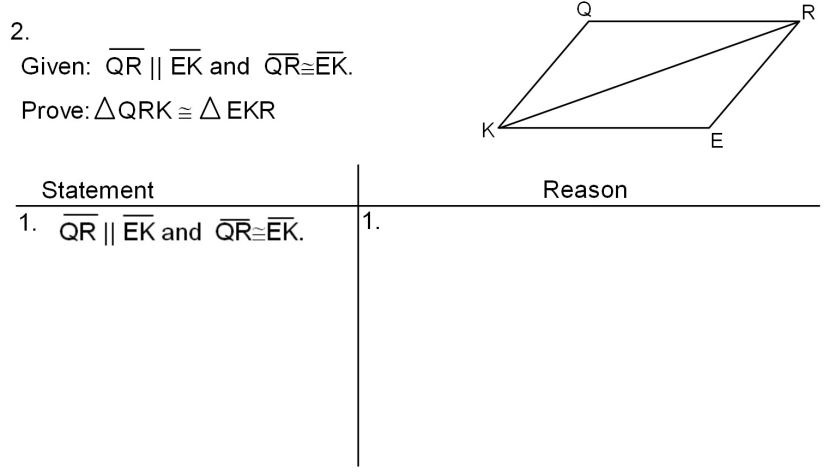 2.
Given: QR || EK and QR≅EK.
Prove: △QRK ≅ △EKR
Q
R
K
E
Statement Reason
1. QR || EK and QR≅EK. 1.